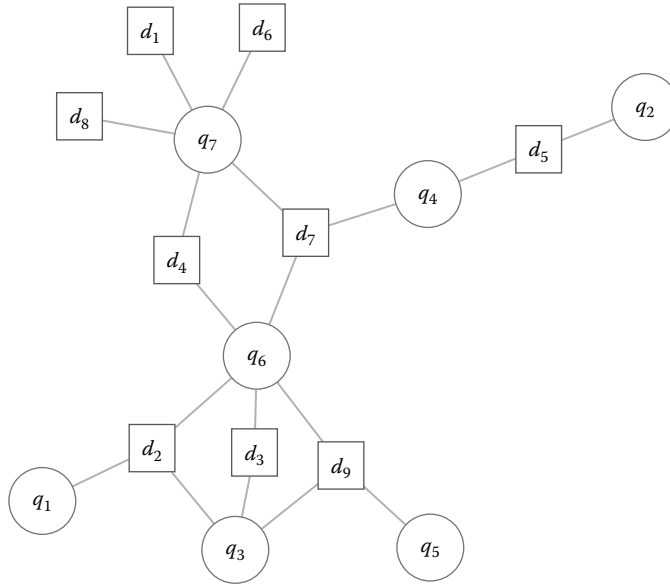 d₁
d₆
d₈
q₂
q₇
d₅
q₄
d₇
d₄
q₆
d₂
d₃
d₉
q₁
q₃
q₅